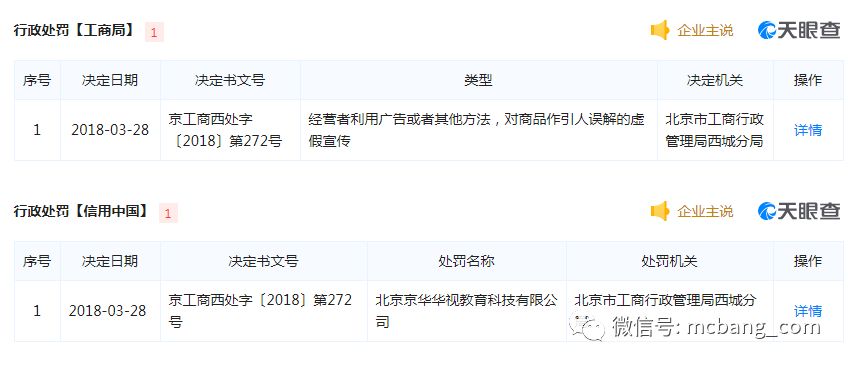 行政处罚【工商局】 1 企业主说 天眼查
序号 决定日期 决定书文号 类型 决定机关 操作
1 2018-03-28 京工商西处字〔2018〕第272号 经营者利用广告或者其他方法，对商品作引人误解的虚假宣传 北京市工商行政管理局西城分局 详情
行政处罚【信用中国】 1 企业主说 天眼查
序号 决定日期 决定书文号 处罚名称 处罚机关 操作
1 2018-03-28 京工商西处字〔2018〕第272号 北京京华华视教育科技有限公司 北京市工商行政管理局西城分 详情
微信号: mcbang_com